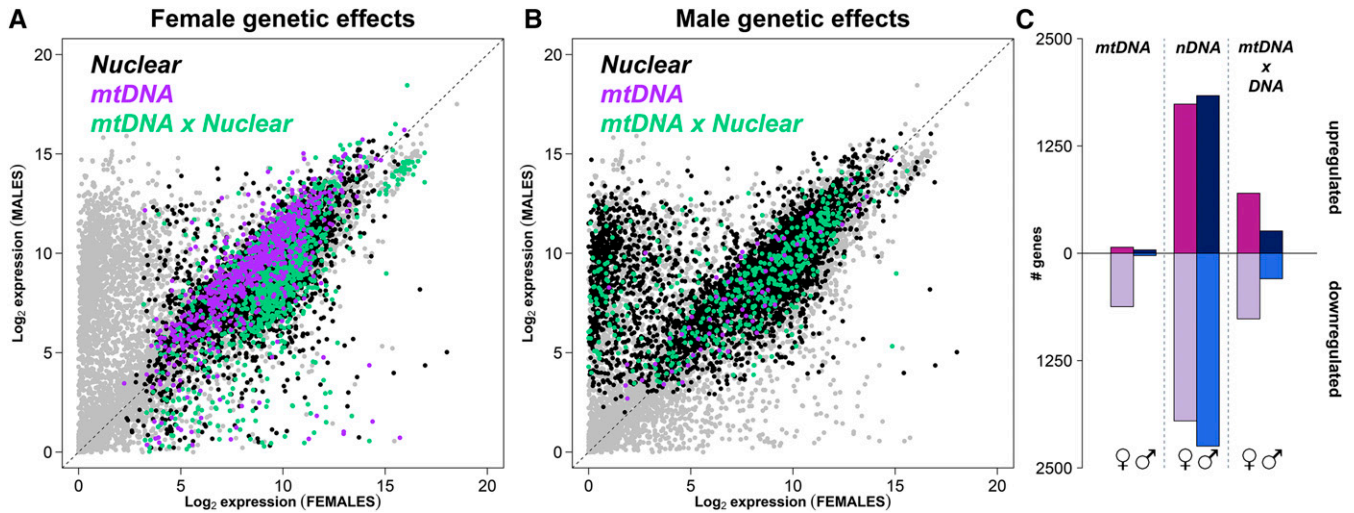 A
Female genetic effects
Nuclear
mtDNA
mtDNA x Nuclear
20
15
10
5
0
Log2 expression (MALES)
0 5 10 15 20
Log2 expression (FEMALES)
B
Male genetic effects
Nuclear
mtDNA
mtDNA x Nuclear
20
15
10
5
0
Log2 expression (MALES)
0 5 10 15 20
Log2 expression (FEMALES)
C
mtDNA nDNA mtDNA
x
DNA
2500
1250
0
1250
2500
# genes
upregulated
downregulated
♀ ♂ ♀ ♂ ♀ ♂